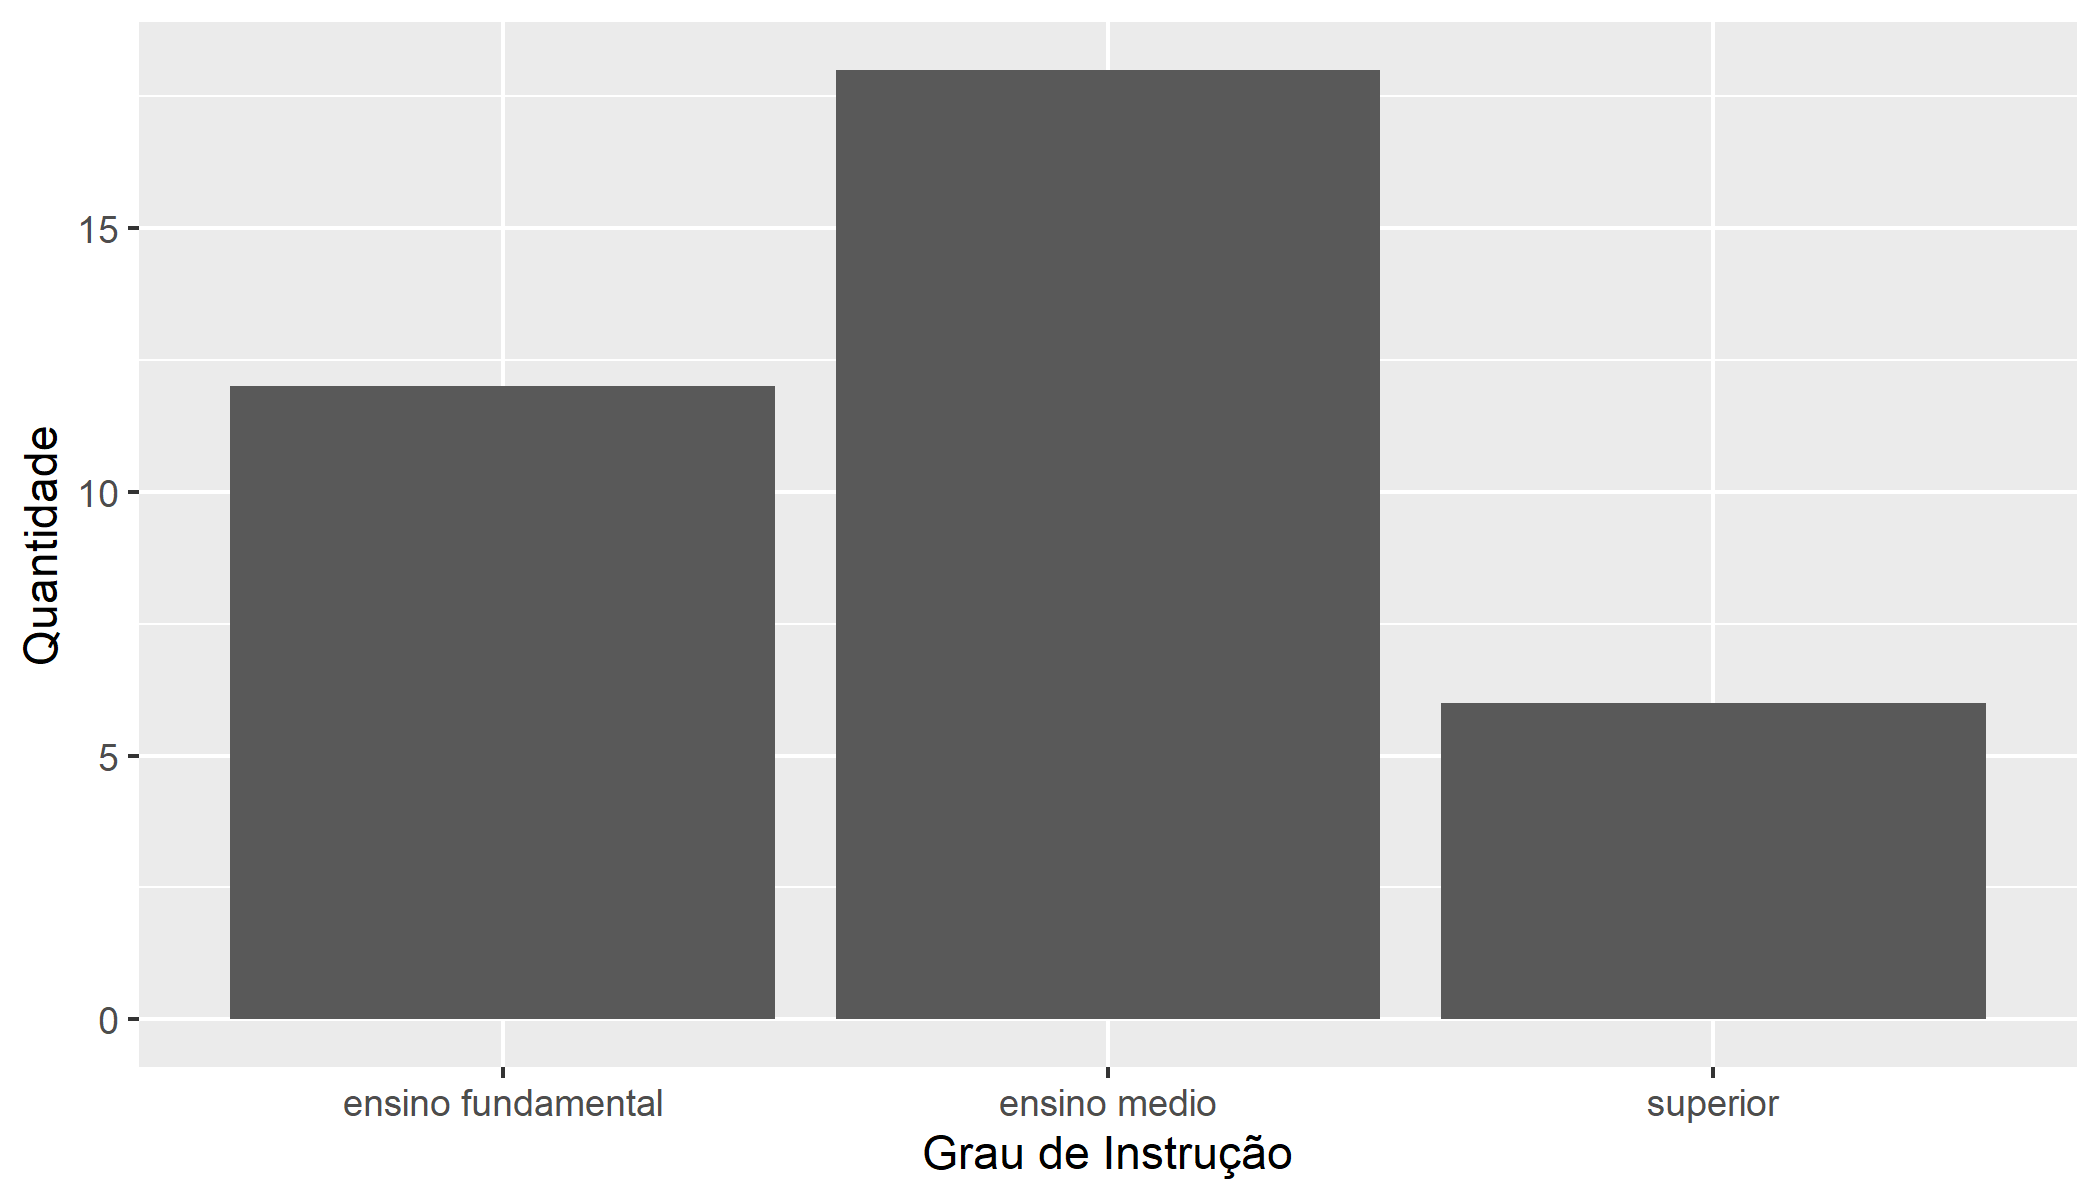 Quantidade
15
10
5
0
ensino fundamental
ensino medio
superior
Grau de Instrução